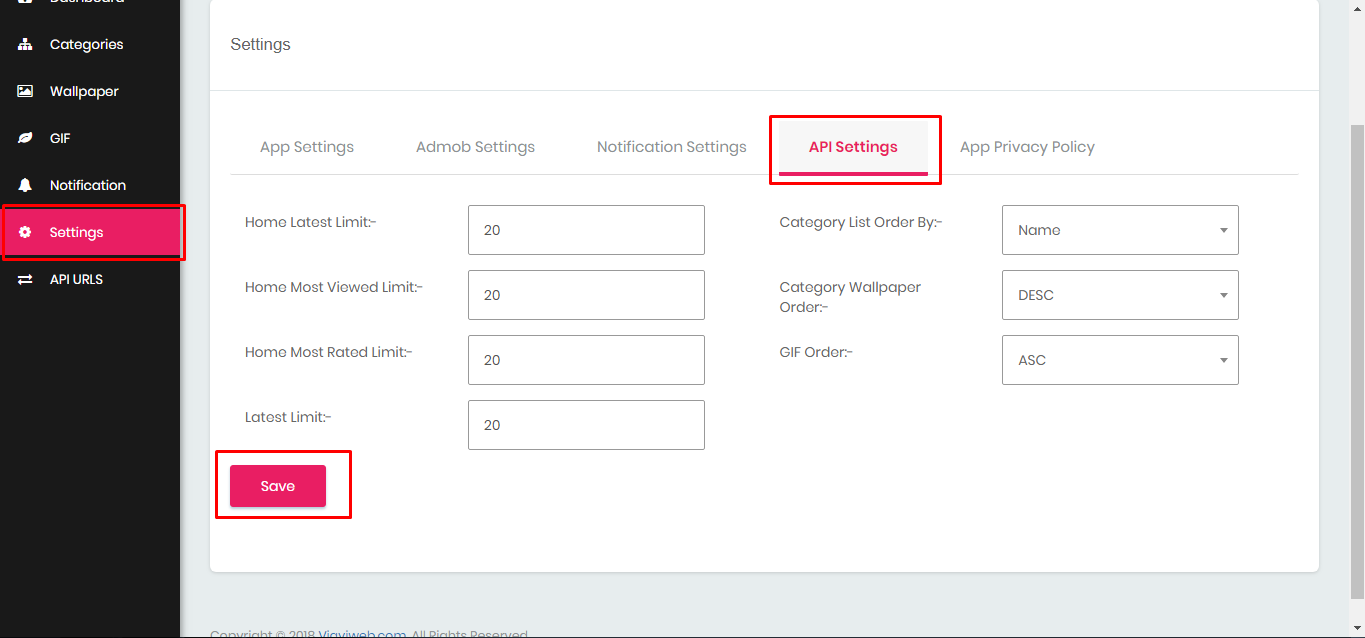 Dashboard
Categories
Wallpaper
GIF
Notification
Settings
API URLS
Settings
App Settings
Admob Settings
Notification Settings
API Settings
App Privacy Policy
Home Latest Limit:-
20
Category List Order By:-
Name
Home Most Viewed Limit:-
20
Category Wallpaper
Order:-
DESC
Home Most Rated Limit:-
20
GIF Order:-
ASC
Latest Limit:-
20
Save
Copyright © 2018 Viaviweb.com. All Rights Reserved.